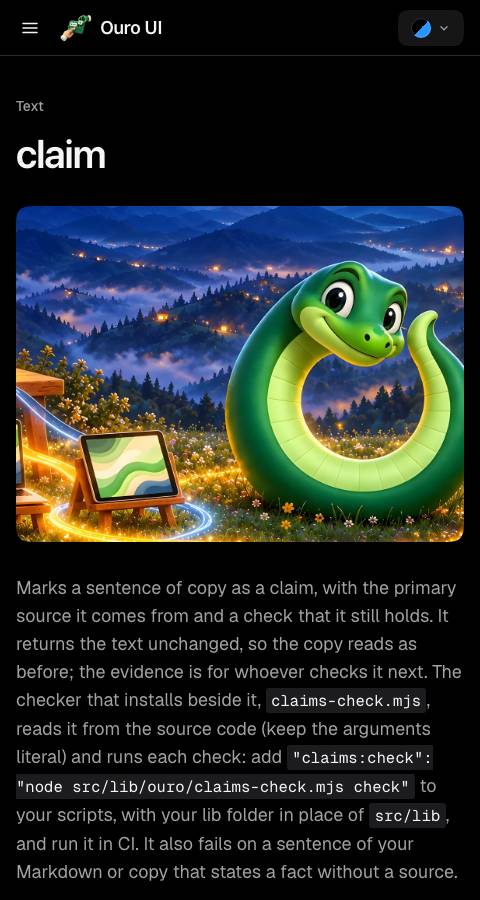 Ouro UI
Text
claim
Marks a sentence of copy as a claim, with the primary
source it comes from and a check that it still holds. It
returns the text unchanged, so the copy reads as
before; the evidence is for whoever checks it next. The
checker that installs beside it, claims-check.mjs,
reads it from the source code (keep the arguments
literal) and runs each check: add "claims:check":
"node src/lib/ouro/claims-check.mjs check" to
your scripts, with your lib folder in place of src/lib,
and run it in CI. It also fails on a sentence of your
Markdown or copy that states a fact without a source.